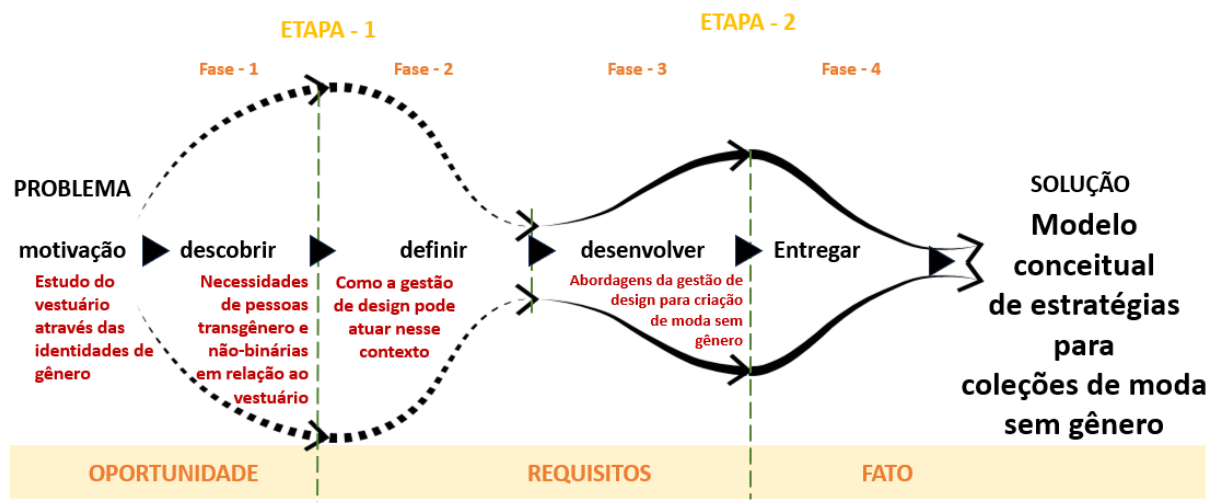 ETAPA - 1
ETAPA - 2
Fase - 1
Fase - 2
Fase - 3
Fase - 4
PROBLEMA
motivação
Estudo do
vestuário
através das
identidades de
gênero
descobrir
Necessidades
de pessoas
transgênero e
não-binárias
em relação ao
vestuário
definir
Como a gestão
de design pode
atuar nesse
contexto
desenvolver
Abordagens da gestão de
design para criação
de moda sem
gênero
Entregar
SOLUÇÃO
Modelo
conceitual
de estratégias
para
coleções de moda
sem gênero
OPORTUNIDADE
REQUISITOS
FATO